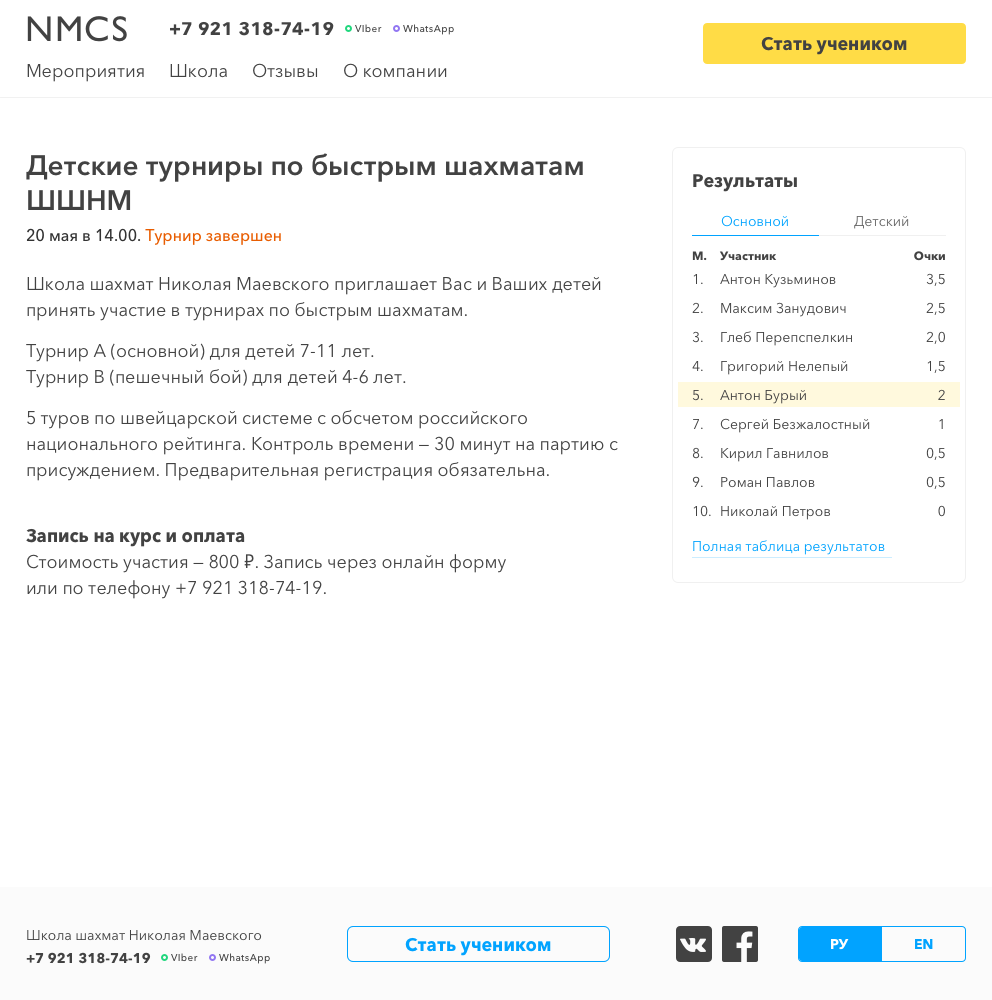 NMCS
+7 921 318-74-19 VIber WhatsApp
Стать учеником
Мероприятия Школа Отзывы О компании
Детские турниры по быстрым шахматам
ШШНМ
20 мая в 14.00. Турнир завершен
Школа шахмат Николая Маевского приглашает Вас и Ваших детей
принять участие в турнирах по быстрым шахматам.
Турнир А (основной) для детей 7-11 лет.
Турнир В (пешечный бой) для детей 4-6 лет.
5 туров по швейцарской системе с обсчетом российского
национального рейтинга. Контроль времени – 30 минут на партию с
присуждением. Предварительная регистрация обязательна.
Запись на курс и оплата
Стоимость участия – 800 ₽. Запись через онлайн форму
или по телефону +7 921 318-74-19.
Результаты
Основной Детский
М. Участник Очки
1. Антон Кузьминов 3,5
2. Максим Занудович 2,5
3. Глеб Перепспелкин 2,0
4. Григорий Нелепый 1,5
5. Антон Бурый 2
7. Сергей Безжалостный 1
8. Кирил Гавнилов 0,5
9. Роман Павлов 0,5
10. Николай Петров 0
Полная таблица результатов
Школа шахмат Николая Маевского
+7 921 318-74-19 VIber WhatsApp
Стать учеником
РУ EN